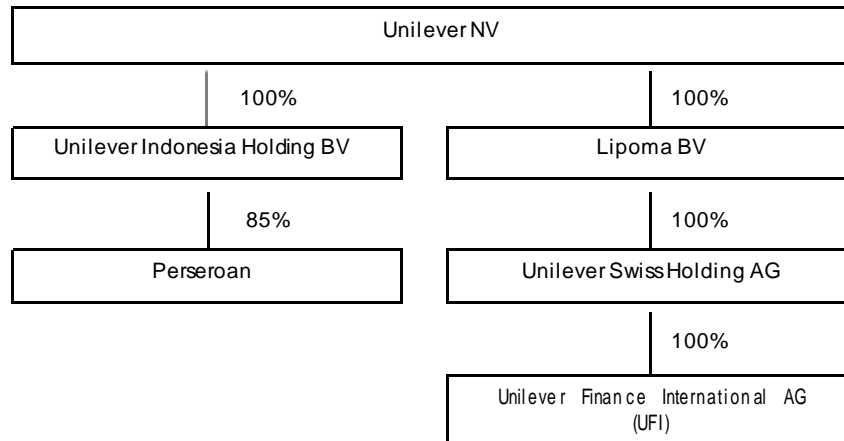 Unilever NV
100%
100%
Unilever Indonesia Holding BV
Lipoma BV
85%
100%
Perseroan
Unilever Swiss Holding AG
100%
Unilever Finance International AG
(UFI)